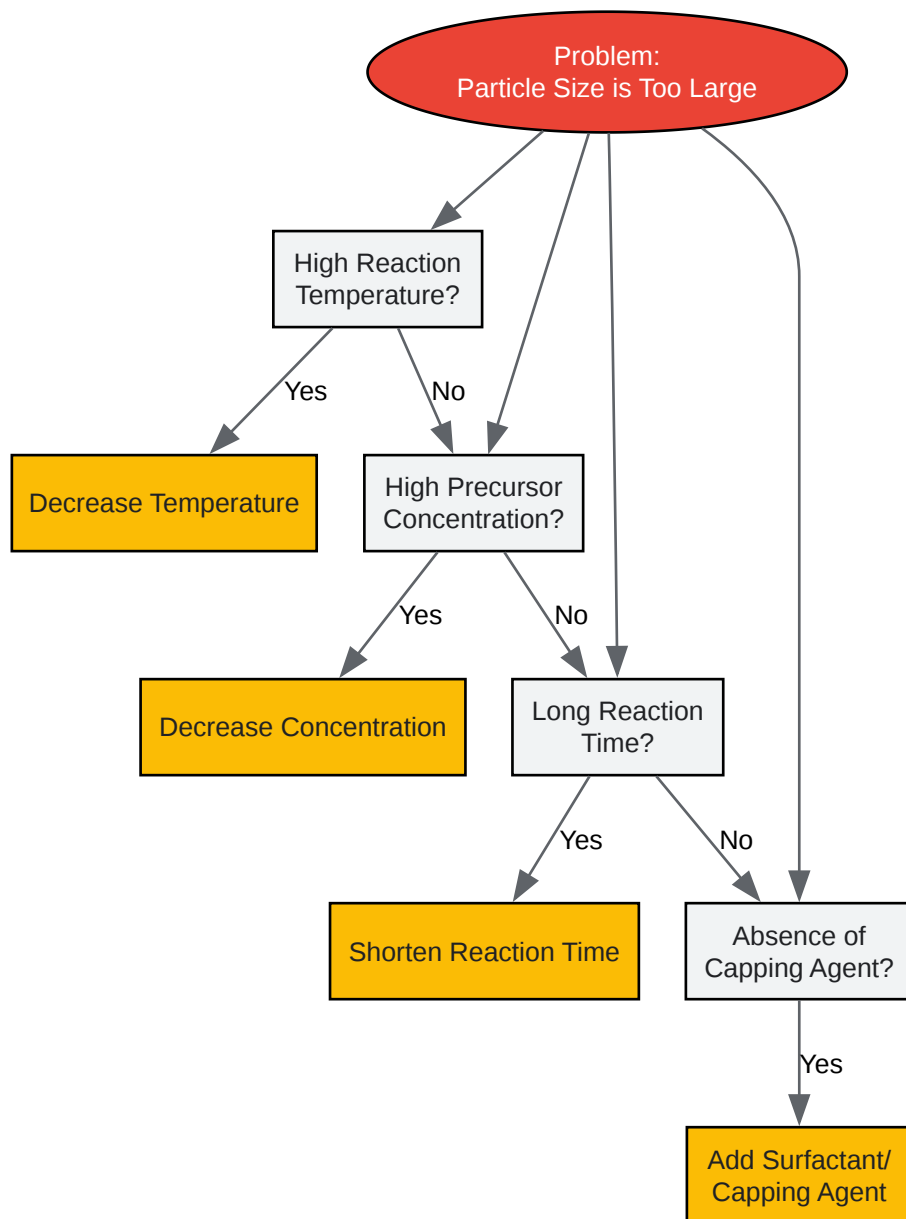 Problem:
Particle Size is Too Large
High Reaction
Temperature?
Yes
No
Decrease Temperature
High Precursor
Concentration?
Yes
No
Decrease Concentration
Long Reaction
Time?
Yes
No
Shorten Reaction Time
Absence of
Capping Agent?
Yes
Add Surfactant/
Capping Agent